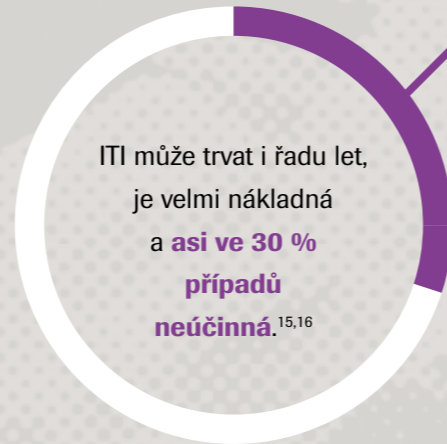 ITI může trvat i řadu let,
je velmi nákladná
a asi ve 30 %
případů
neúčinná.15,16